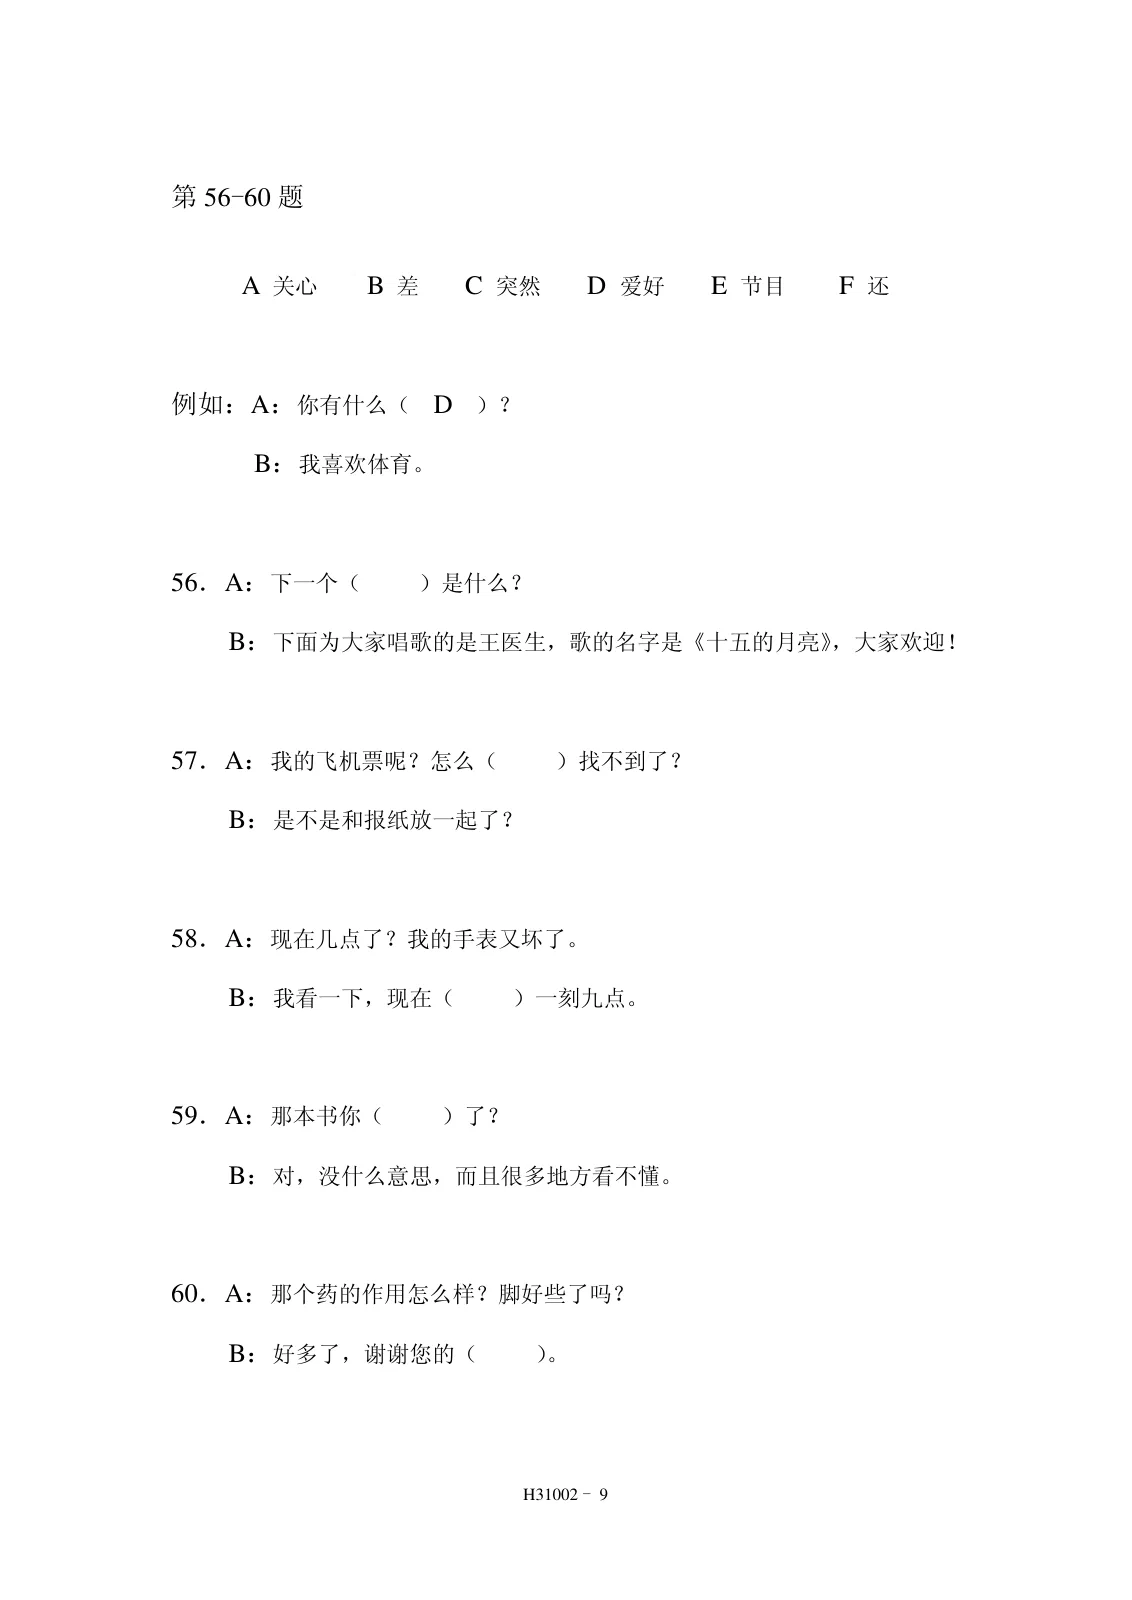 第 56-60 题
A 关心 B 差 C 突然 D 爱好 E 节目 F 还
例如：A：你有什么（ D ）？
B：我喜欢体育。
56．A：下一个（ ）是什么？
B：下面为大家唱歌的是王医生，歌的名字是《十五的月亮》，大家欢迎！
57．A：我的飞机票呢？怎么（ ）找不到了？
B：是不是和报纸放一起了？
58．A：现在几点了？我的手表又坏了。
B：我看一下，现在（ ）一刻九点。
59．A：那本书你（ ）了？
B：对，没什么意思，而且很多地方看不懂。
60．A：那个药的作用怎么样？脚好些了吗？
B：好多了，谢谢您的（ ）。
H31002 - 9